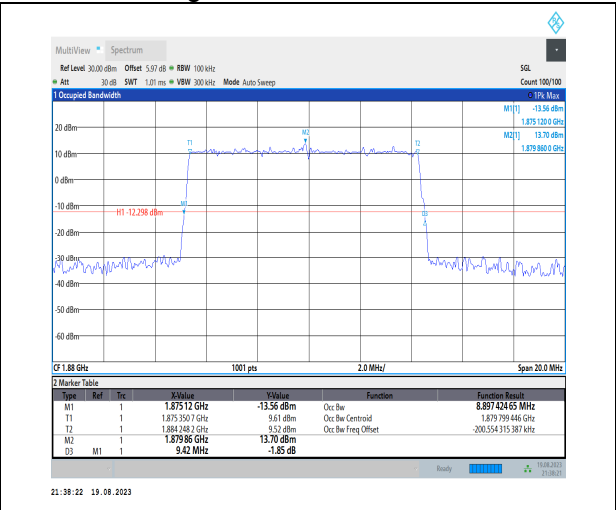 MultiView Spectrum
Ref Level 30.00 dBm Offset 5.97 dB RBW 100 kHz SGL
Att 30 dB SWT 1.01 ms VBW 300 kHz Mode Auto Sweep Count 100/100
1 Occupied Bandwidth 1Pk Max
M1[1] -13.56 dBm
1.875 120 0 GHz
M2[1] 13.70 dBm
1.879 860 0 GHz
20 dBm
M2
T1
T2
10 dBm
0 dBm
M1
-10 dBm
H1 -12.298 dBm
D3
-20 dBm
-30 dBm
-40 dBm
-50 dBm
-60 dBm
CF 1.88 GHz 1001 pts 2.0 MHz/ Span 20.0 MHz
2 Marker Table
Type Ref Trc X-Value Y-Value Function Function Result
M1 1 1.875 12 GHz -13.56 dBm Occ Bw 8.897 424 65 MHz
T1 1 1.875 350 7 GHz 9.61 dBm Occ Bw Centroid 1.879 799 446 GHz
T2 1 1.884 248 2 GHz 9.52 dBm Occ Bw Freq Offset -200.554 315 387 kHz
M2 1 1.879 86 GHz 13.70 dBm
D3 M1 1 9.42 MHz -1.85 dB
Ready 19.08.2023
21:38:21
21:38:22 19.08.2023